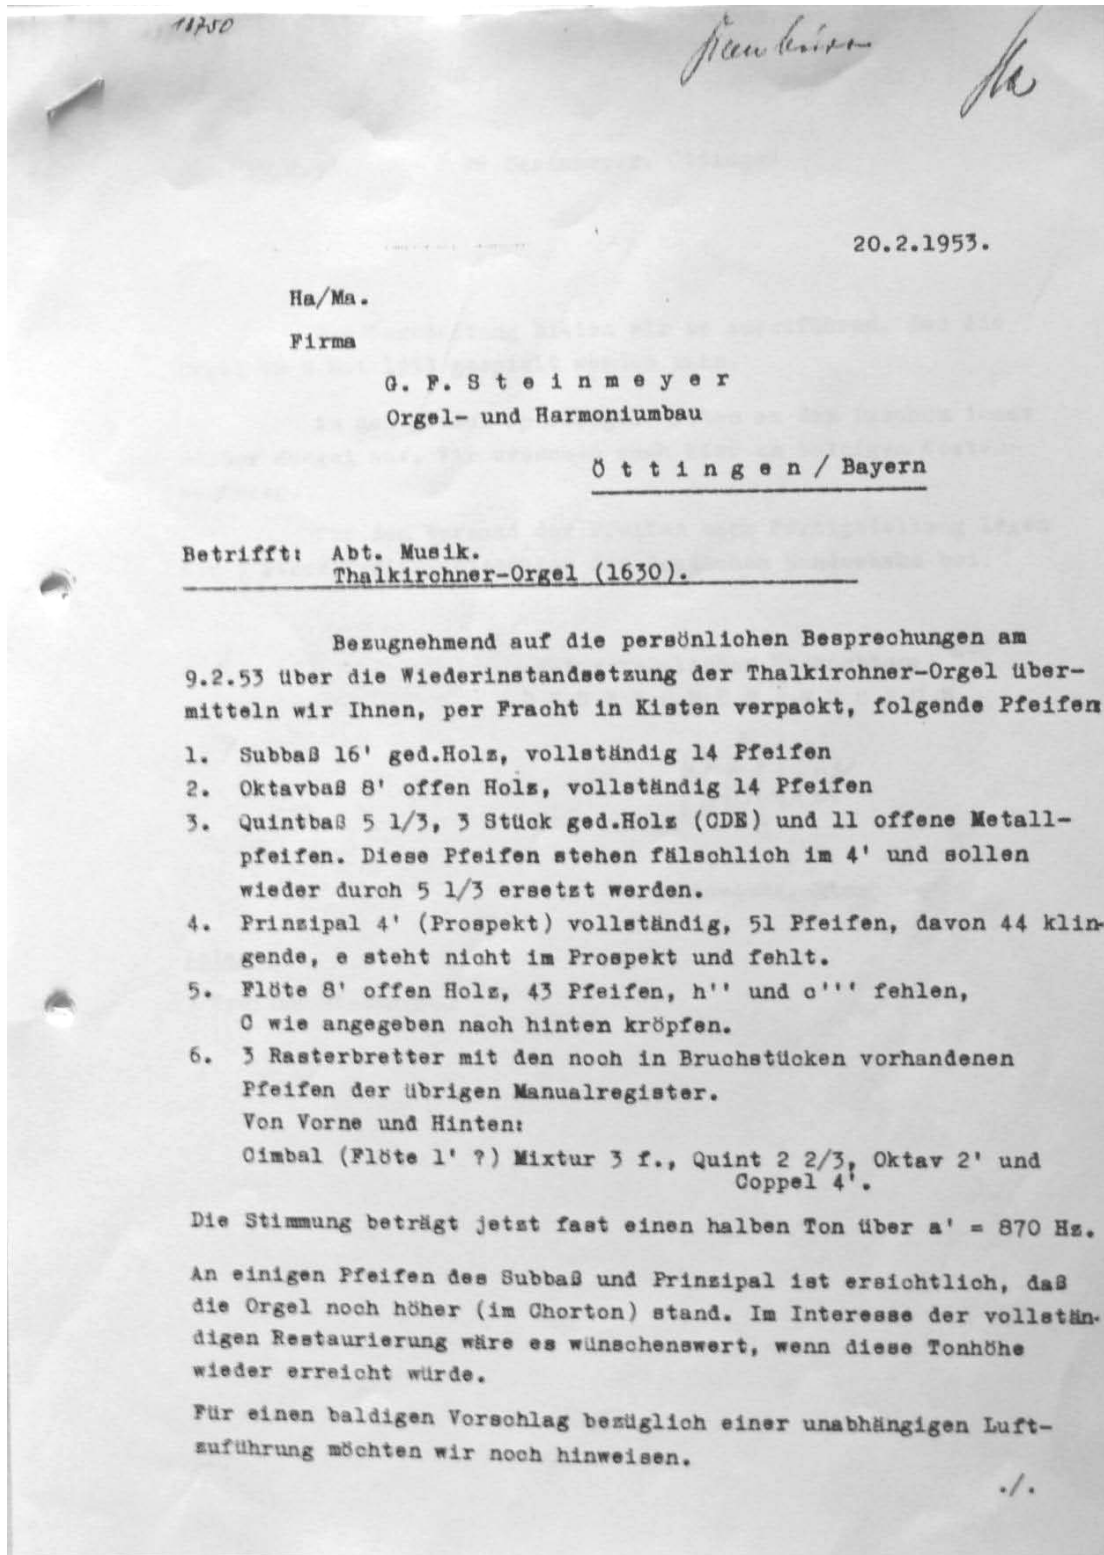 18750
20.2.1953.
Ha/Ma.
Firma
G. F. S t e i n m e y e r
Orgel- und Harmoniumbau
Ö t t i n g e n / Bayern
Betrifft: Abt. Musik.
Thalkirchner-Orgel (1630).
Bezugnehmend auf die persönlichen Besprechungen am
9.2.53 über die Wiederinstandsetzung der Thalkirchner-Orgel über-
mitteln wir Ihnen, per Fracht in Kisten verpackt, folgende Pfeifen
1. Subbaß 16' ged.Holz, vollständig 14 Pfeifen
2. Oktavbaß 8' offen Holz, vollständig 14 Pfeifen
3. Quintbaß 5 1/3, 3 Stück ged.Holz (CDE) und 11 offene Metall-
pfeifen. Diese Pfeifen stehen fälschlich im 4' und sollen
wieder durch 5 1/3 ersetzt werden.
4. Prinzipal 4' (Prospekt) vollständig, 51 Pfeifen, davon 44 klin-
gende, e steht nicht im Prospekt und fehlt.
5. Flöte 8' offen Holz, 43 Pfeifen, h'' und c''' fehlen,
C wie angegeben nach hinten kröpfen.
6. 3 Rasterbretter mit den noch in Bruchstücken vorhandenen
Pfeifen der übrigen Manualregister.
Von Vorne und Hinten:
Cimbal (Flöte 1' ?) Mixtur 3 f., Quint 2 2/3, Oktav 2' und
Coppel 4'.
Die Stimmung beträgt jetzt fast einen halben Ton über a' = 870 Hz.
An einigen Pfeifen des Subbaß und Prinzipal ist ersichtlich, daß
die Orgel noch höher (im Chorton) stand. Im Interesse der vollstän-
digen Restaurierung wäre es wünschenswert, wenn diese Tonhöhe
wieder erreicht würde.
Für einen baldigen Vorschlag bezüglich einer unabhängigen Luft-
zuführung möchten wir noch hinweisen.
./.